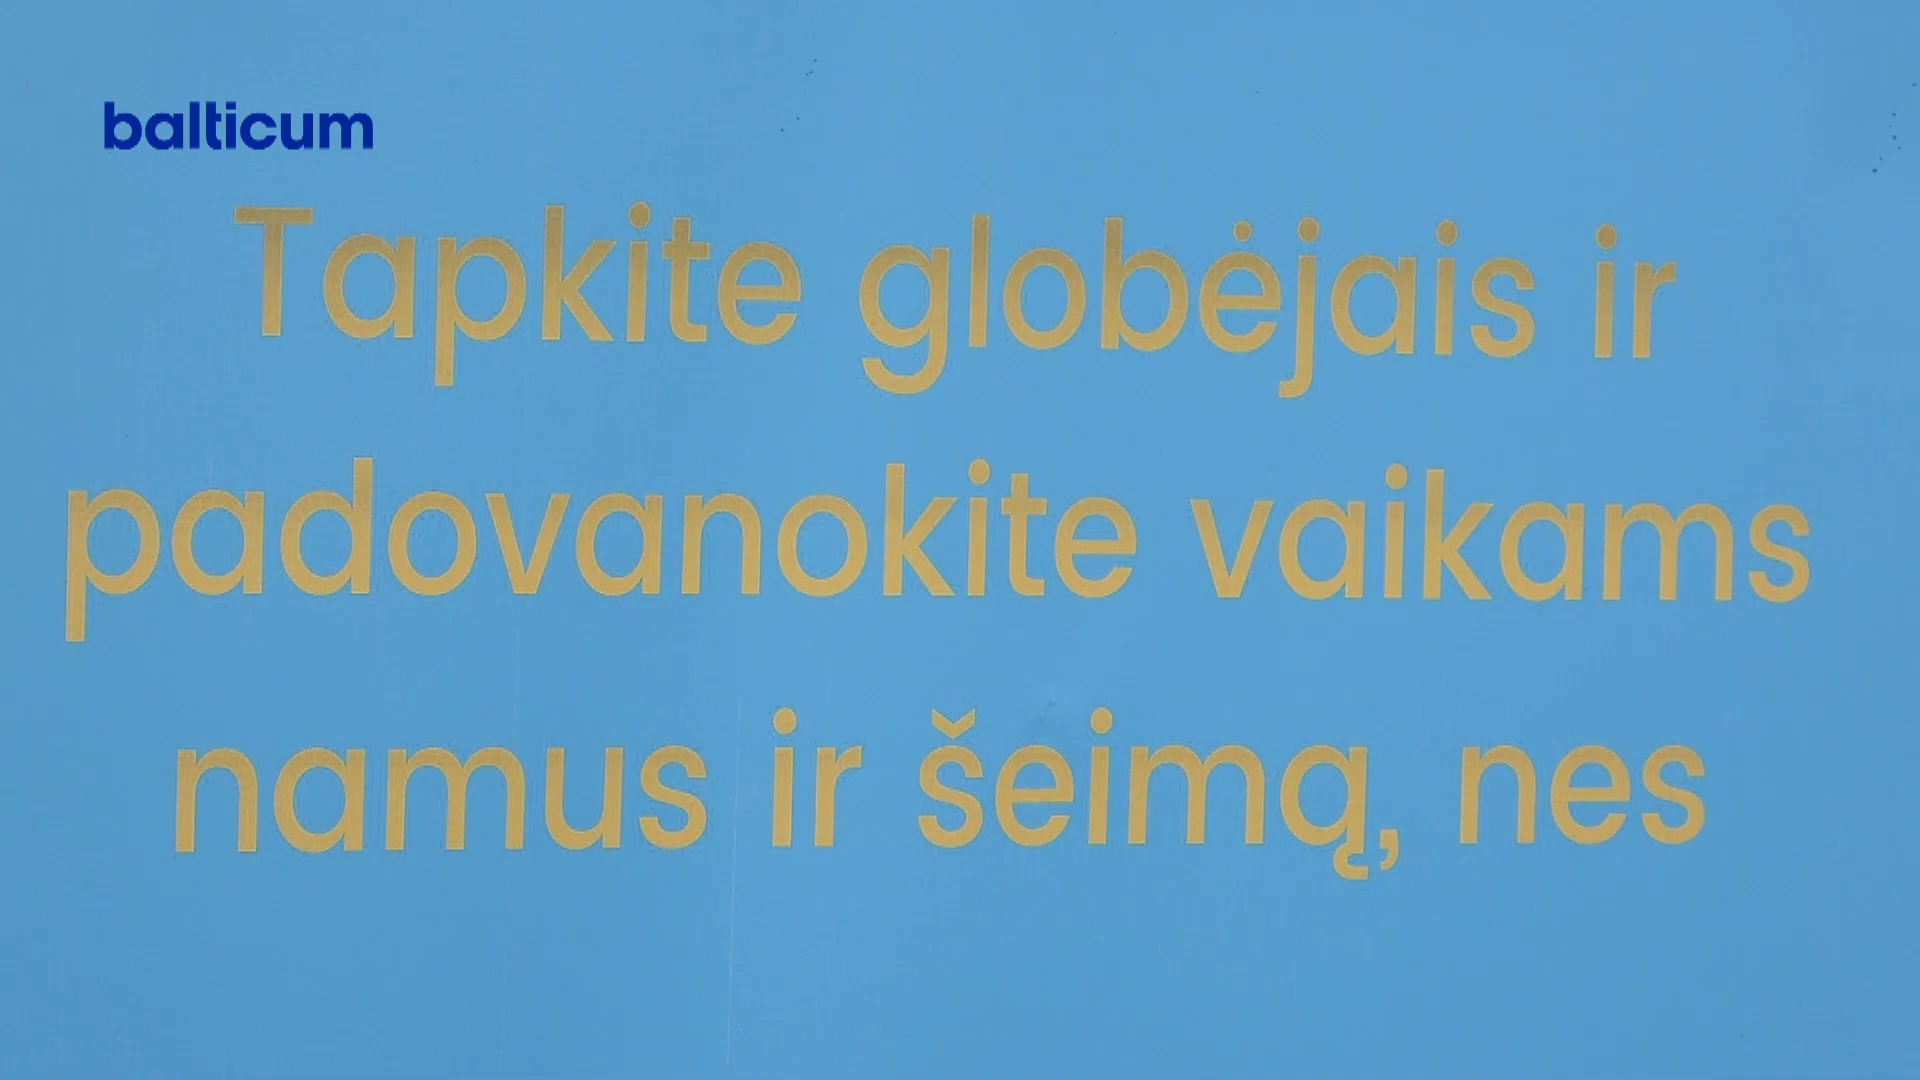 balticum
Tapkite globėjais ir
padovanokite vaikams
namus ir šeimą, nes